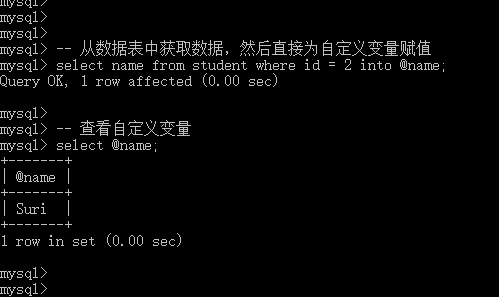 mysql>
mysql>
mysql>
mysql> -- 从数据表中获取数据，然后直接为自定义变量赋值
mysql> select name from student where id = 2 into @name;
Query OK, 1 row affected (0.00 sec)
mysql>
mysql> -- 查看自定义变量
mysql> select @name;
+-------+
| @name |
+-------+
| Suri  |
+-------+
1 row in set (0.00 sec)
mysql>
mysql>